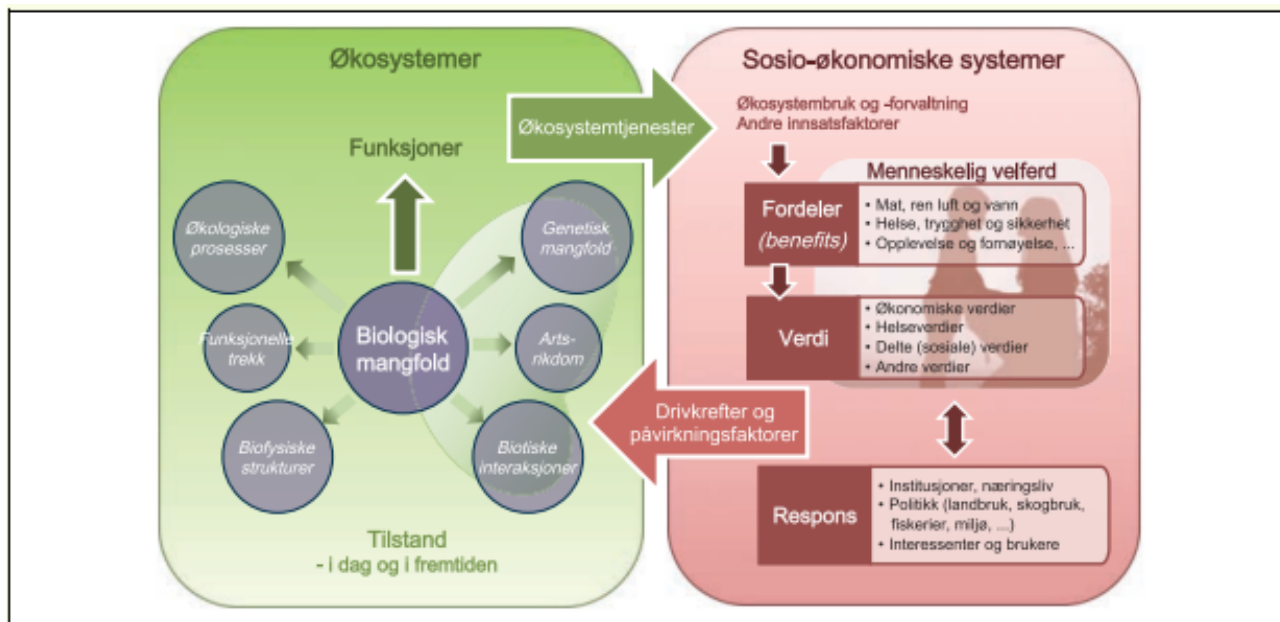 Økosystemer
Funksjoner
Økologiske
prosesser
Genetisk
mangfold
Funksjonelle
trekk
Biologisk
mangfold
Arts-
rikdom
Biofysiske
strukturer
Biotiske
interaksjoner
Tilstand
- i dag og i fremtiden
Økosystemtjenester
Drivkrefter og
påvirkningsfaktorer
Sosio-økonomiske systemer
Økosystembruk og -forvaltning
Andre innsatsfaktorer
Menneskelig velferd
Fordeler
(benefits)
• Mat, ren luft og vann
• Helse, trygghet og sikkerhet
• Opplevelse og fornøyelse, ...
Verdi
• Økonomiske verdier
• Helseverdier
• Delte (sosiale) verdier
• Andre verdier
Respons
• Institusjoner, næringsliv
• Politikk (landbruk, skogbruk,
fiskerier, miljø, ...)
• Interessenter og brukere